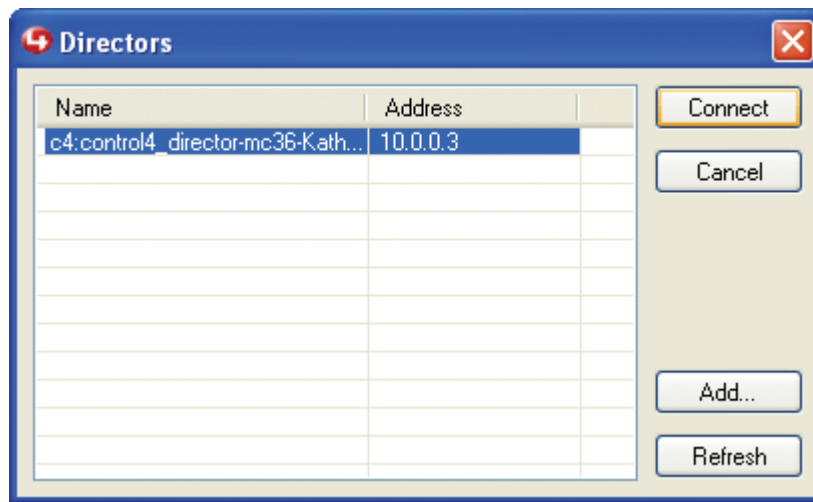 Directors
Name Address
c4:control4_director-mc36-Kath... 10.0.0.3
Connect
Cancel
Add...
Refresh